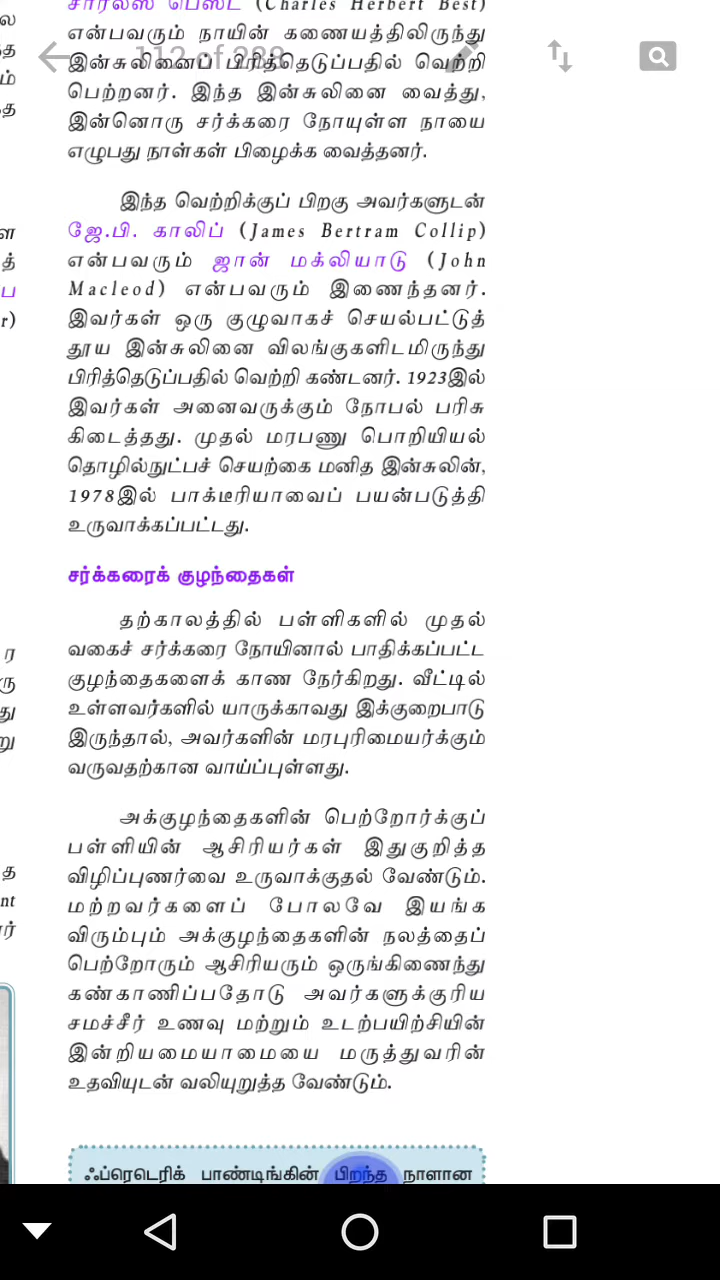 சார்லஸ் பெஸ்ட் (Charles Herbert Best)
என்பவரும் நாயின் கணையத்திலிருந்து
112 of 288
இன்சுலினைப் பிரித்தெடுப்பதில் வெற்றி
பெற்றனர். இந்த இன்சுலினை வைத்து,
இன்னொரு சர்க்கரை நோயுள்ள நாயை
எழுபது நாள்கள் பிழைக்க வைத்தனர்.
இந்த வெற்றிக்குப் பிறகு அவர்களுடன்
ஜே.பி. காலிப் (James Bertram Collip)
என்பவரும் ஜான் மக்லியாடு (John
Macleod) என்பவரும் இணைந்தனர்.
இவர்கள் ஒரு குழுவாகச் செயல்பட்டுத்
தூய இன்சுலினை விலங்குகளிடமிருந்து
பிரித்தெடுப்பதில் வெற்றி கண்டனர். 1923இல்
இவர்கள் அனைவருக்கும் நோபல் பரிசு
கிடைத்தது. முதல் மரபணு பொறியியல்
தொழில்நுட்பச் செயற்கை மனித இன்சுலின்,
1978இல் பாக்டீரியாவைப் பயன்படுத்தி
உருவாக்கப்பட்டது.
சர்க்கரைக் குழந்தைகள்
தற்காலத்தில் பள்ளிகளில் முதல்
வகைச் சர்க்கரை நோயினால் பாதிக்கப்பட்ட
குழந்தைகளைக் காண நேர்கிறது. வீட்டில்
உள்ளவர்களில் யாருக்காவது இக்குறைபாடு
இருந்தால், அவர்களின் மரபுரிமையர்க்கும்
வருவதற்கான வாய்ப்புள்ளது.
அக்குழந்தைகளின் பெற்றோர்க்குப்
பள்ளியின் ஆசிரியர்கள் இதுகுறித்த
விழிப்புணர்வை உருவாக்குதல் வேண்டும்.
மற்றவர்களைப் போலவே இயங்க
விரும்பும் அக்குழந்தைகளின் நலத்தைப்
பெற்றோரும் ஆசிரியரும் ஒருங்கிணைந்து
கண்காணிப்பதோடு அவர்களுக்குரிய
சமச்சீர் உணவு மற்றும் உடற்பயிற்சியின்
இன்றியமையாமையை மருத்துவரின்
உதவியுடன் வலியுறுத்த வேண்டும்.
ஃப்ரெடெரிக் பாண்டிங்கின் பிறந்த நாளான